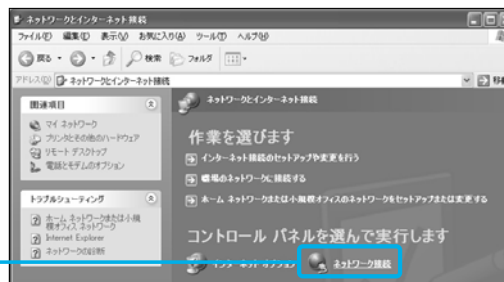 ネットワークとインターネット接続
ファイル(F) 編集(E) 表示(V) お気に入り(A) ツール(T) ヘルプ(H)
戻る 検索 フォルダ
アドレス(D) ネットワークとインターネット接続 移動
関連項目
マイ ネットワーク
プリンタとその他のハードウェア
リモート デスクトップ
電話とモデムのオプション
トラブルシューティング
ホーム ネットワークまたは小規
模オフィス ネットワーク
Internet Explorer
ネットワークの診断
ネットワークとインターネット接続
作業を選びます
インターネット接続のセットアップや変更を行う
職場のネットワークに接続する
ホーム ネットワークまたは小規模オフィスのネットワークをセットアップまたは変更する
コントロール パネルを選んで実行します
インターネット オプション ネットワーク接続